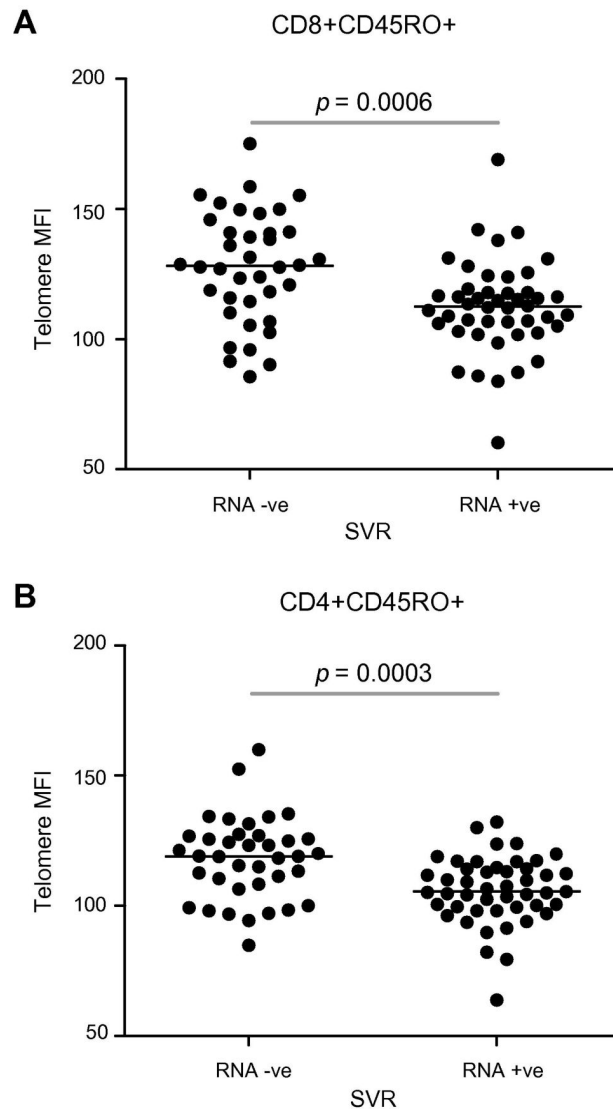 A
CD8+CD45RO+
200
p = 0.0006
150
Telomere MFI
100
50
RNA -ve RNA +ve
SVR
B
CD4+CD45RO+
200
p = 0.0003
150
Telomere MFI
100
50
RNA -ve RNA +ve
SVR